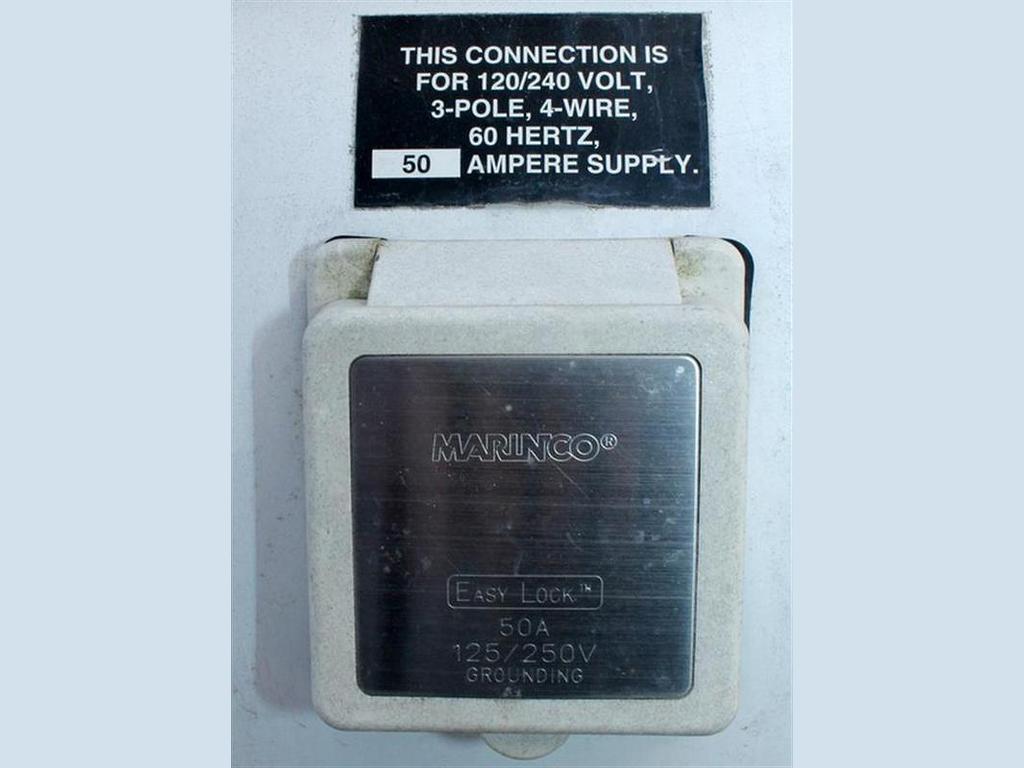 THIS CONNECTION IS
FOR 120/240 VOLT,
3-POLE, 4-WIRE,
60 HERTZ,
50 AMPERE SUPPLY.
MARINCO®
EASY LOCK™
50A
125/250V
GROUNDING